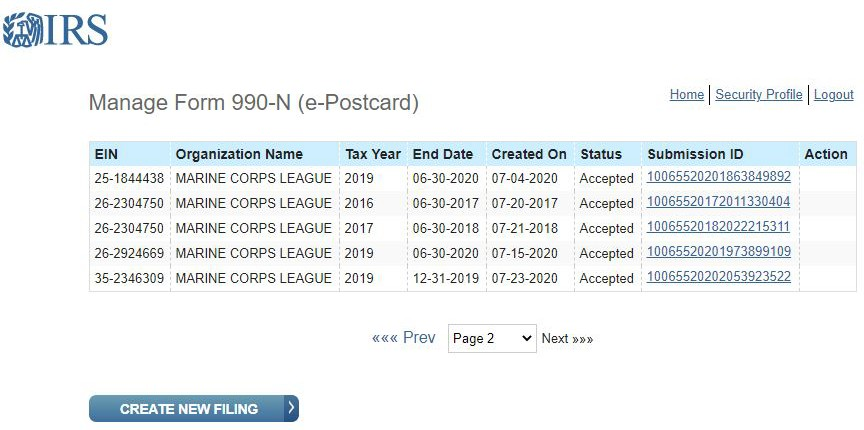 IRS
Home Security Profile Logout
Manage Form 990-N (e-Postcard)
EIN Organization Name Tax Year End Date Created On Status Submission ID Action
25-1844438 MARINE CORPS LEAGUE 2019 06-30-2020 07-04-2020 Accepted 10065520201863849892
26-2304750 MARINE CORPS LEAGUE 2016 06-30-2017 07-20-2017 Accepted 10065520172011330404
26-2304750 MARINE CORPS LEAGUE 2017 06-30-2018 07-21-2018 Accepted 10065520182022215311
26-2924669 MARINE CORPS LEAGUE 2019 06-30-2020 07-15-2020 Accepted 10065520201973899109
35-2346309 MARINE CORPS LEAGUE 2019 12-31-2019 07-23-2020 Accepted 10065520202053923522
««« Prev Page 2 Next »»»
CREATE NEW FILING